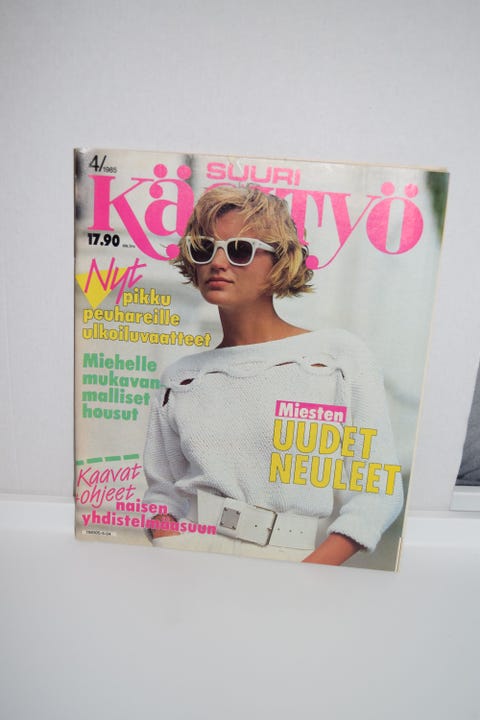 4/1985
SUURI
KÄSITYÖ
17.90
Nyt
pikku
peuhareille
ulkoiluvaatteet
Miehelle
mukavan
malliset
housut
Miesten
UUDET
NEULEET
Kaavat
+ohjeet
naisen
yhdistelmäasuun